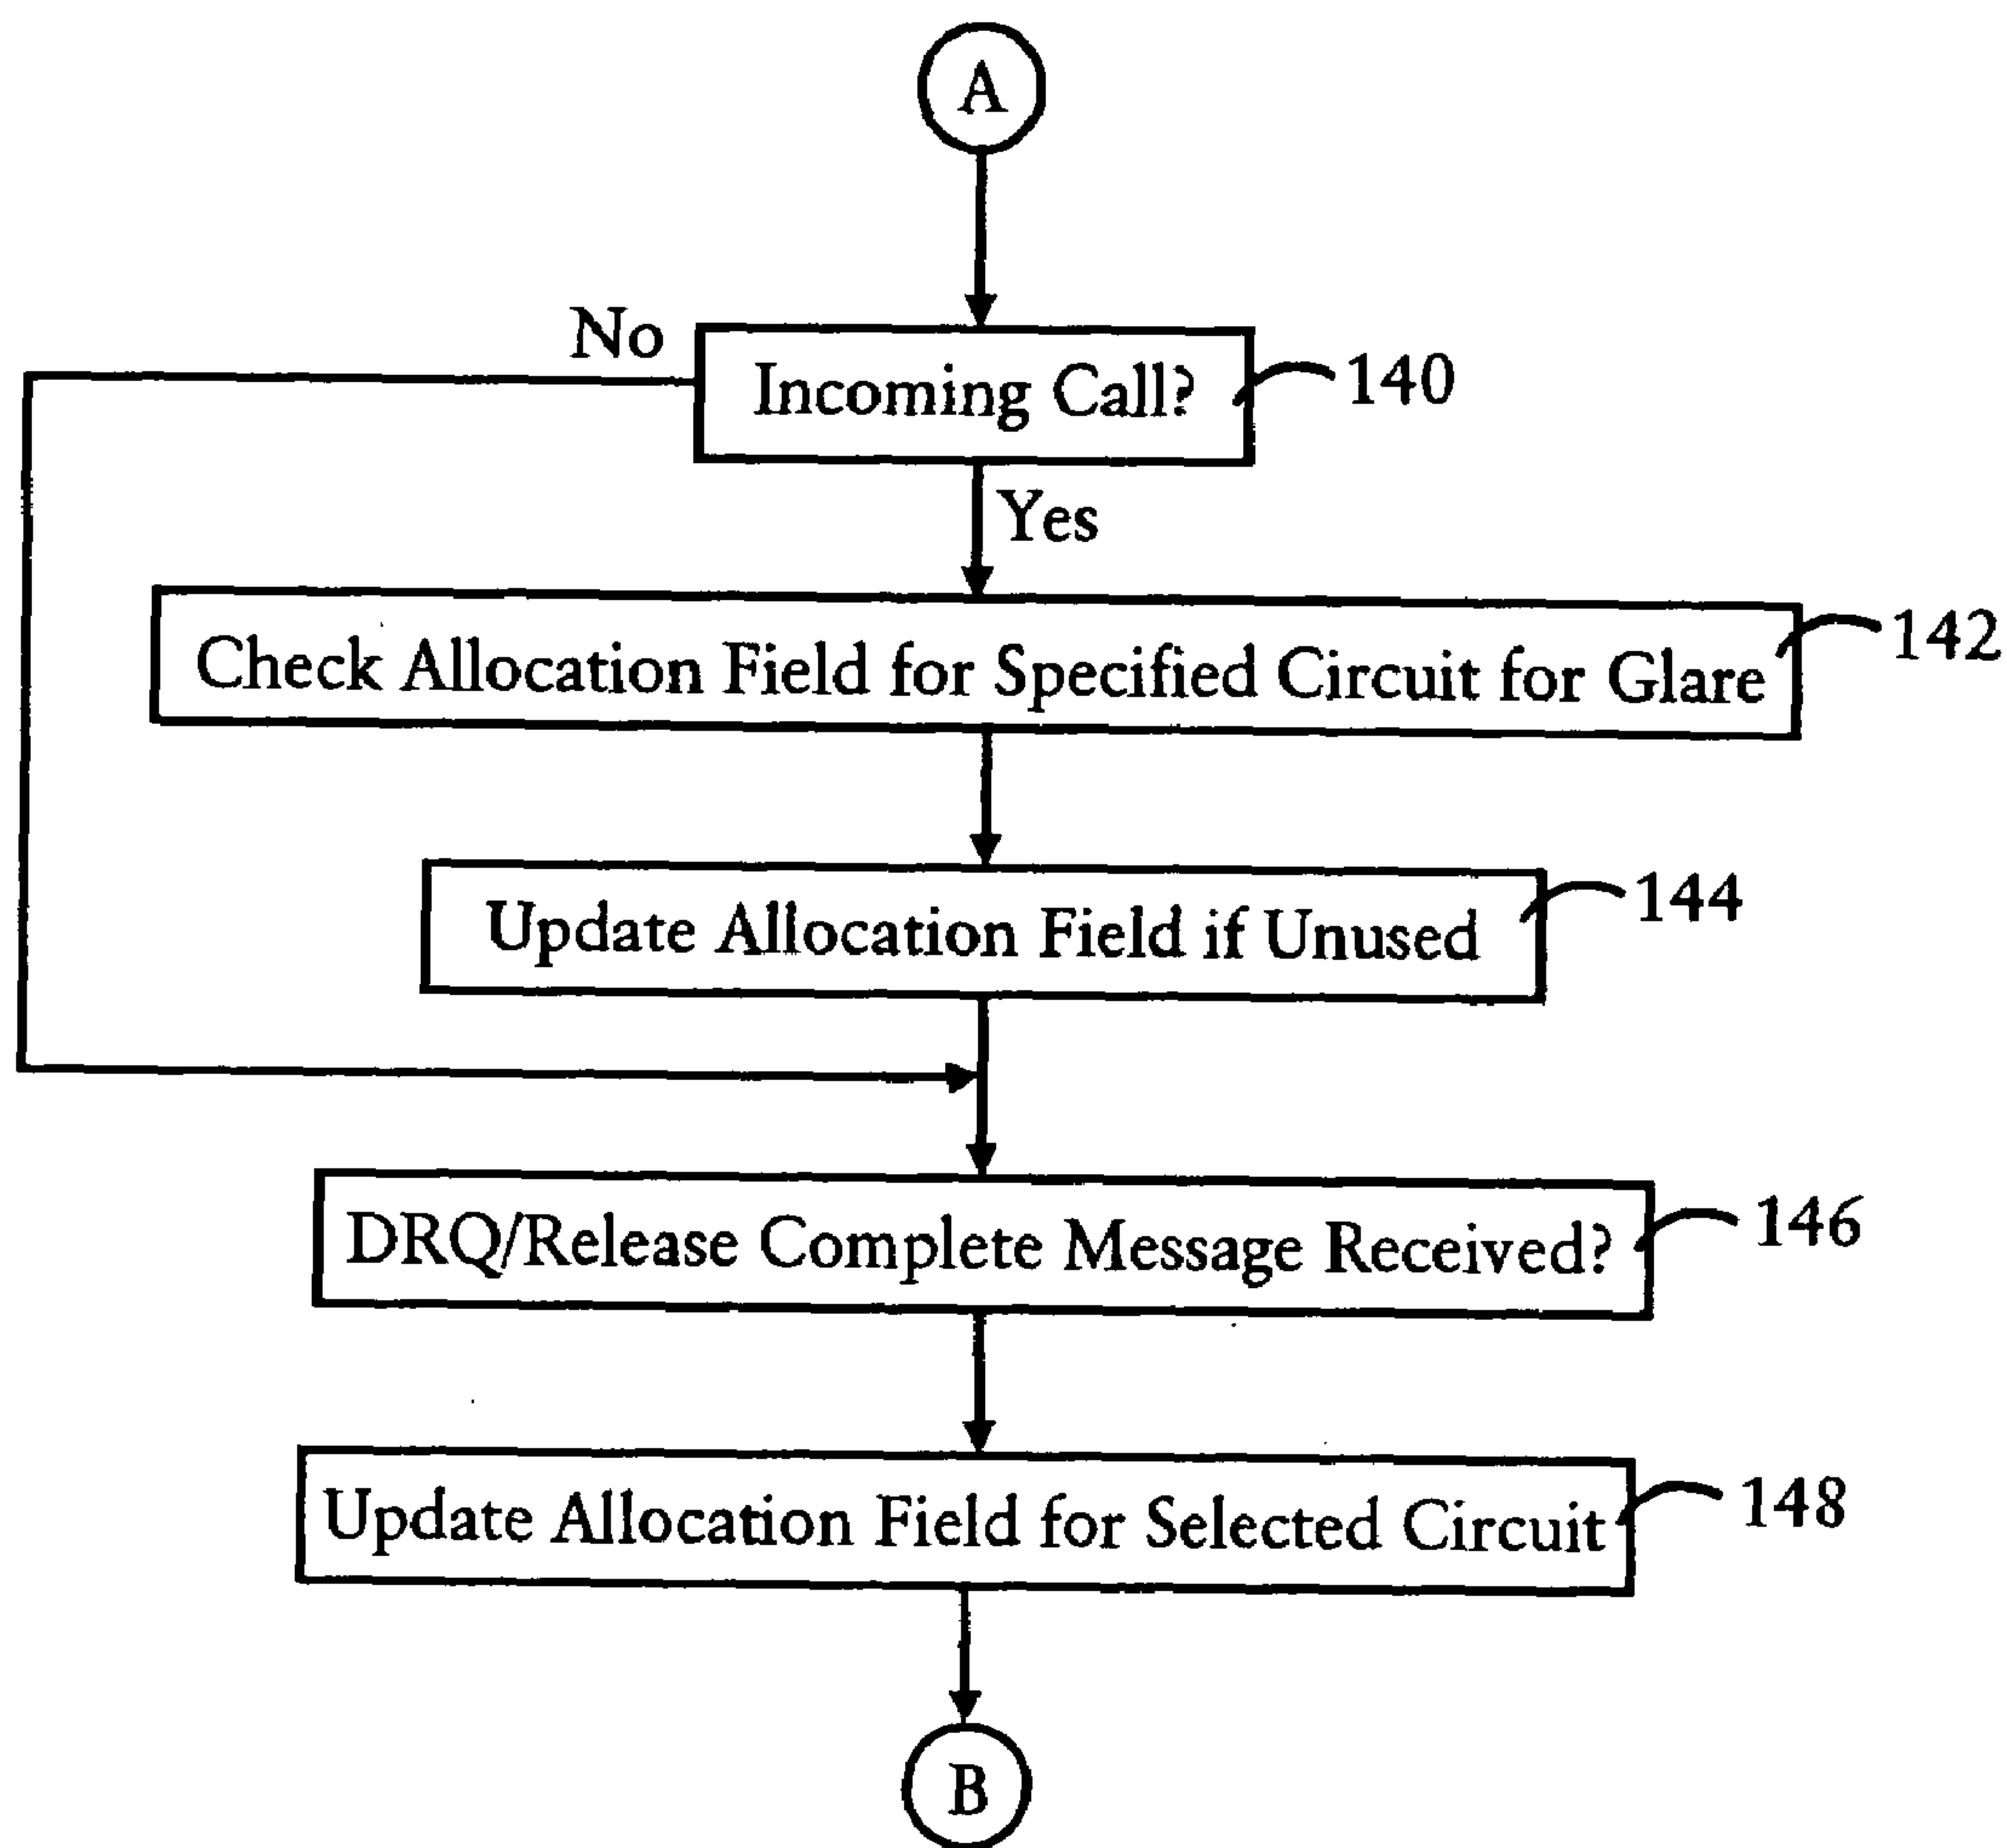 A
No
Incoming Call?
140
Yes
Check Allocation Field for Specified Circuit for Glare
142
Update Allocation Field if Unused
144
DRQ/Release Complete Message Received?
146
Update Allocation Field for Selected Circuit
148
B